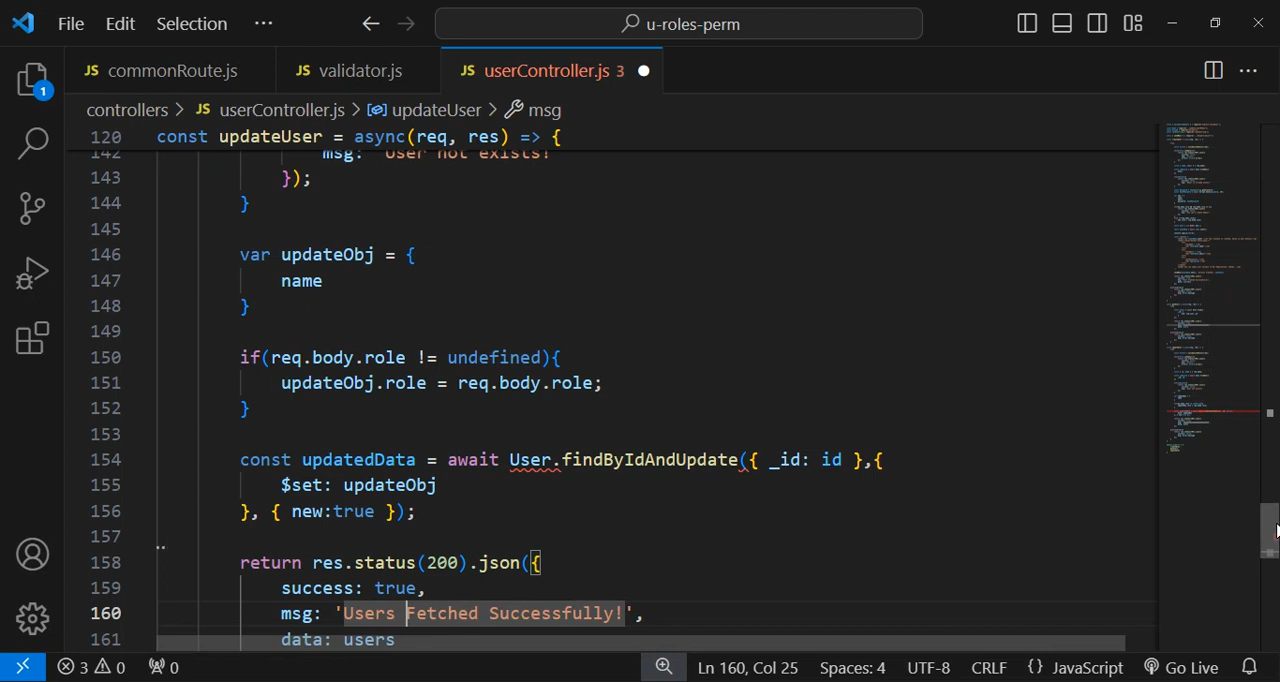 File Edit Selection ··· u-roles-perm
JS commonRoute.js JS validator.js JS userController.js 3
controllers > JS userController.js > updateUser > msg
120 const updateUser = async(req, res) => {
142 msg: 'User not exists!
143 });
144 }
145
146 var updateObj = {
147 name
148 }
149
150 if(req.body.role != undefined){
151 updateObj.role = req.body.role;
152 }
153
154 const updatedData = await User.findByIdAndUpdate({ _id: id },{
155 $set: updateObj
156 }, { new:true });
157
158 return res.status(200).json({
159 success: true,
160 msg: 'Users Fetched Successfully!',
161 data: users
1
3 0 0 Ln 160, Col 25 Spaces: 4 UTF-8 CRLF {} JavaScript Go Live